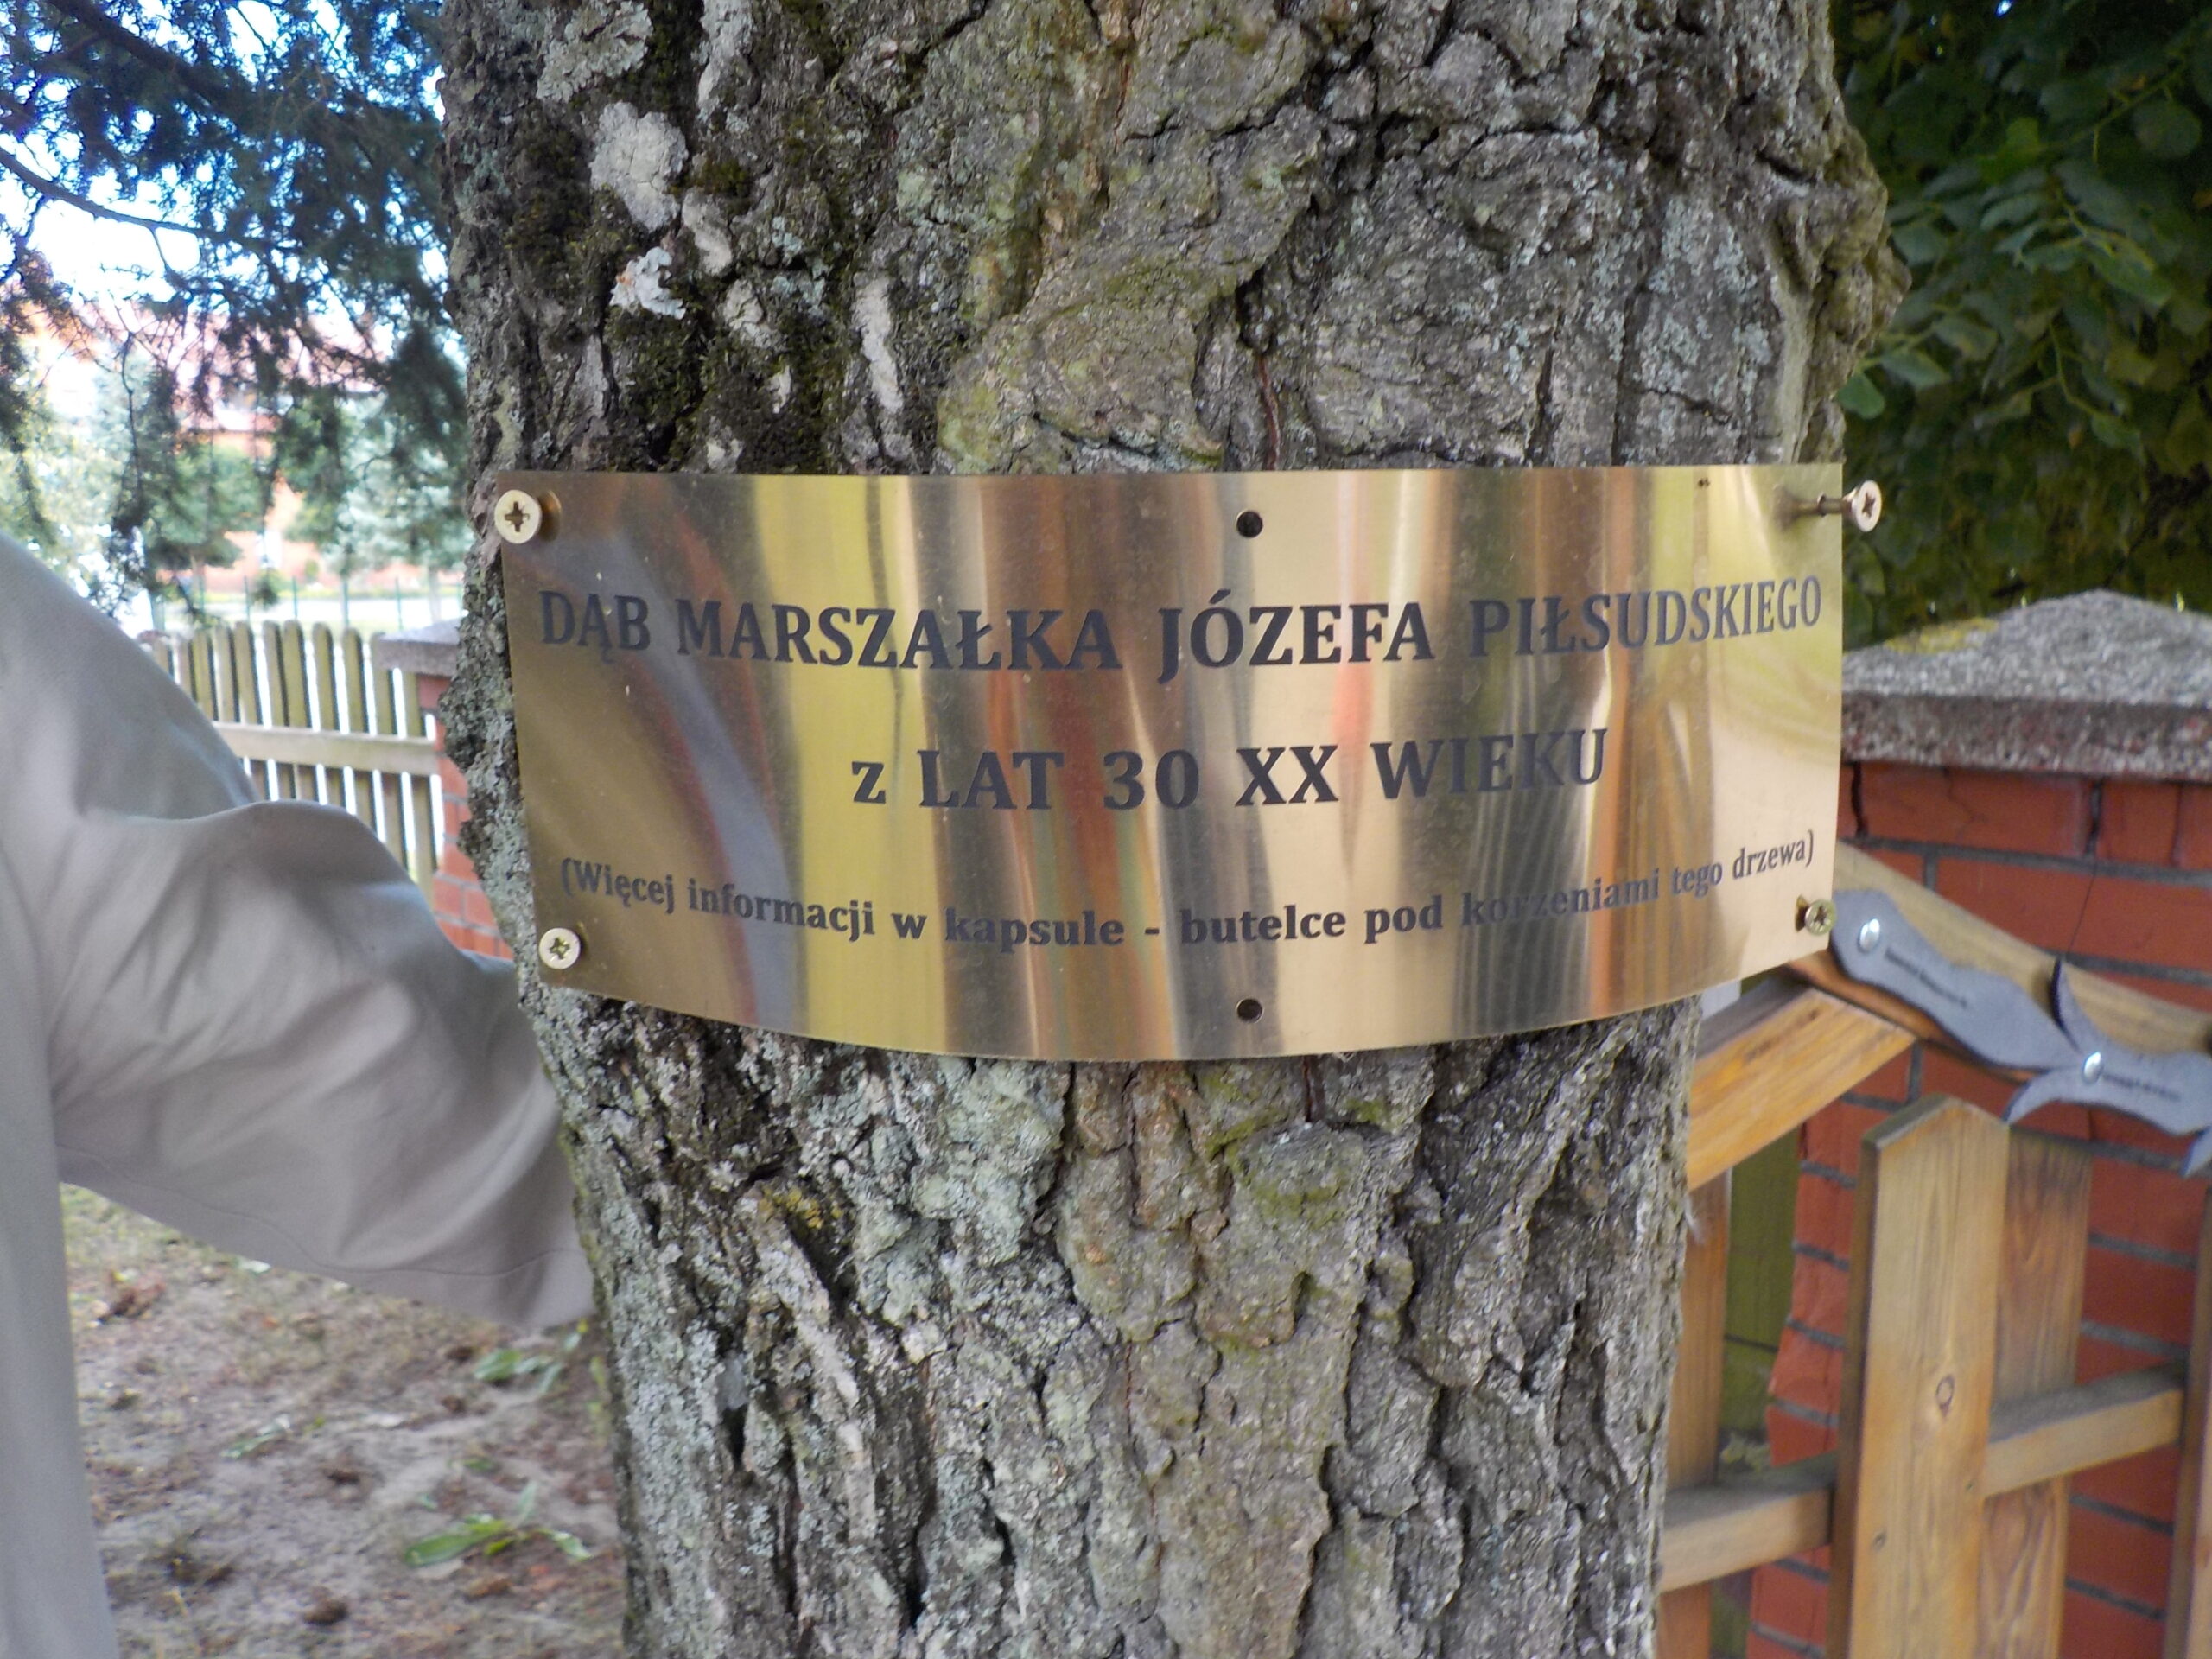 DĄB MARSZAŁKA JÓZEFA PIŁSUDSKIEGO
z LAT 30 XX WIEKU
(Więcej informacji w kapsule - butelce pod korzeniami tego drzewa)